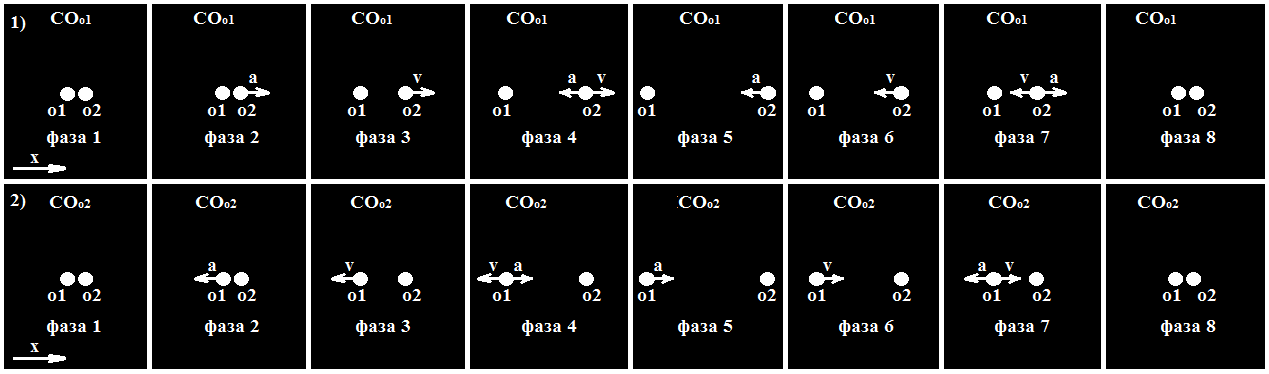 1) СОо1 СОо1 СОо1 СОо1 СОо1 СОо1 СОо1 СОо1
a v a v a v v a
о1 о2 о1 о2 о1 о2 о1 о2 о1 о2 о1 о2 о1 о2 о1 о2
фаза 1 фаза 2 фаза 3 фаза 4 фаза 5 фаза 6 фаза 7 фаза 8
x
2) СОо2 СОо2 СОо2 СОо2 СОо2 СОо2 СОо2 СОо2
a v v a a v a v
о1 о2 о1 о2 о1 о2 о1 о2 о1 о2 о1 о2 о1 о2 о1 о2
фаза 1 фаза 2 фаза 3 фаза 4 фаза 5 фаза 6 фаза 7 фаза 8
x